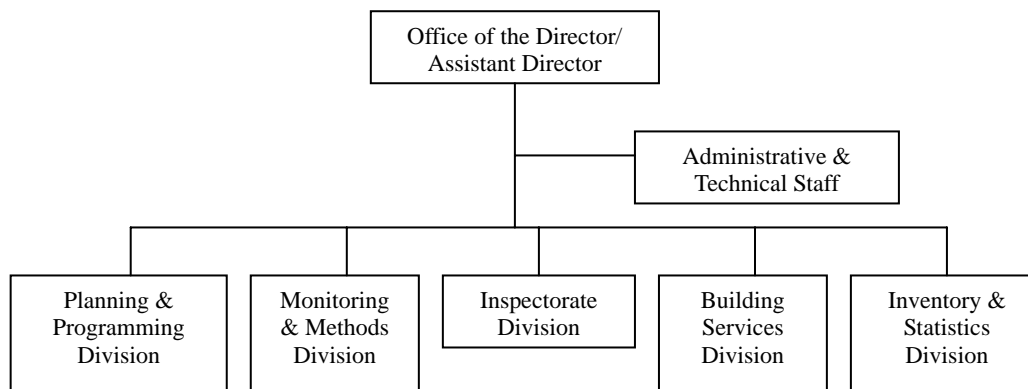 Office of the Director/
Assistant Director
Administrative &
Technical Staff
Planning &
Programming
Division
Monitoring
& Methods
Division
Inspectorate
Division
Building
Services
Division
Inventory &
Statistics
Division